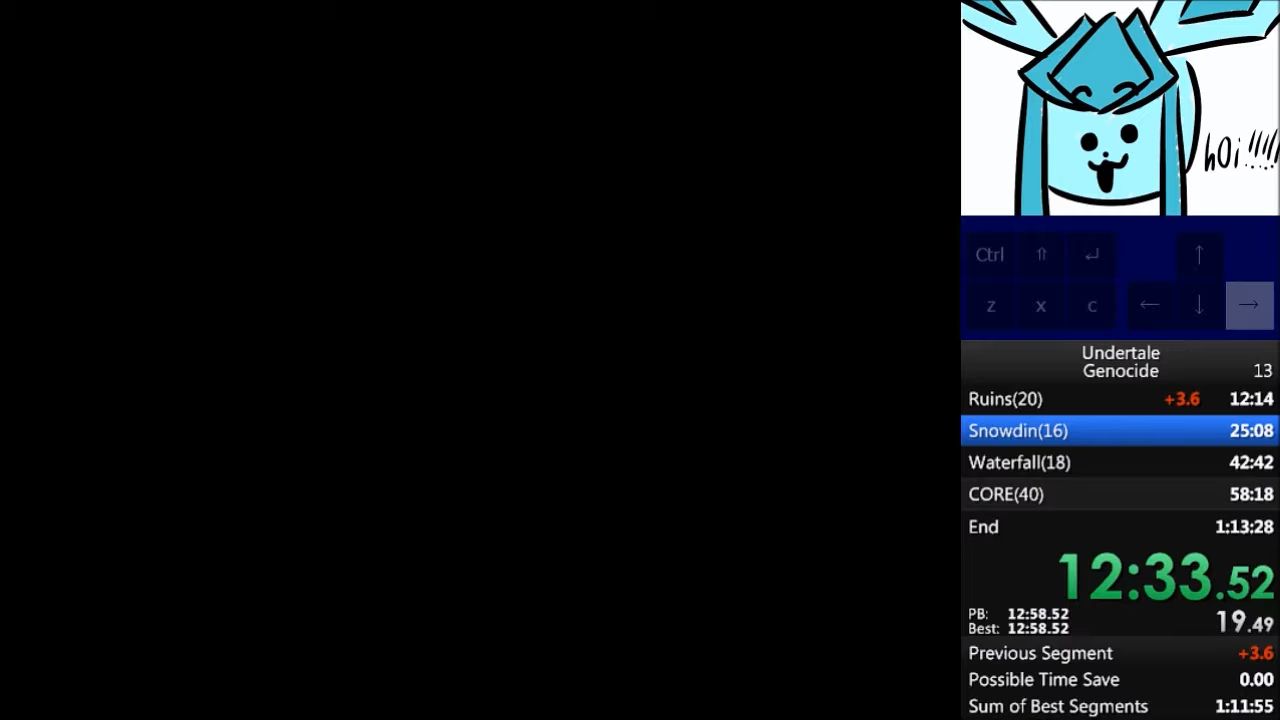 hOi!!!!!
Ctrl ⇧ ↵ ↑
z x c ← ↓ →
Undertale
Genocide 13
Ruins(20) +3.6 12:14
Snowdin(16) 25:08
Waterfall(18) 42:42
CORE(40) 58:18
End 1:13:28
12:33.52
PB: 12:58.52
Best: 12:58.52
19.49
Previous Segment +3.6
Possible Time Save 0.00
Sum of Best Segments 1:11:55